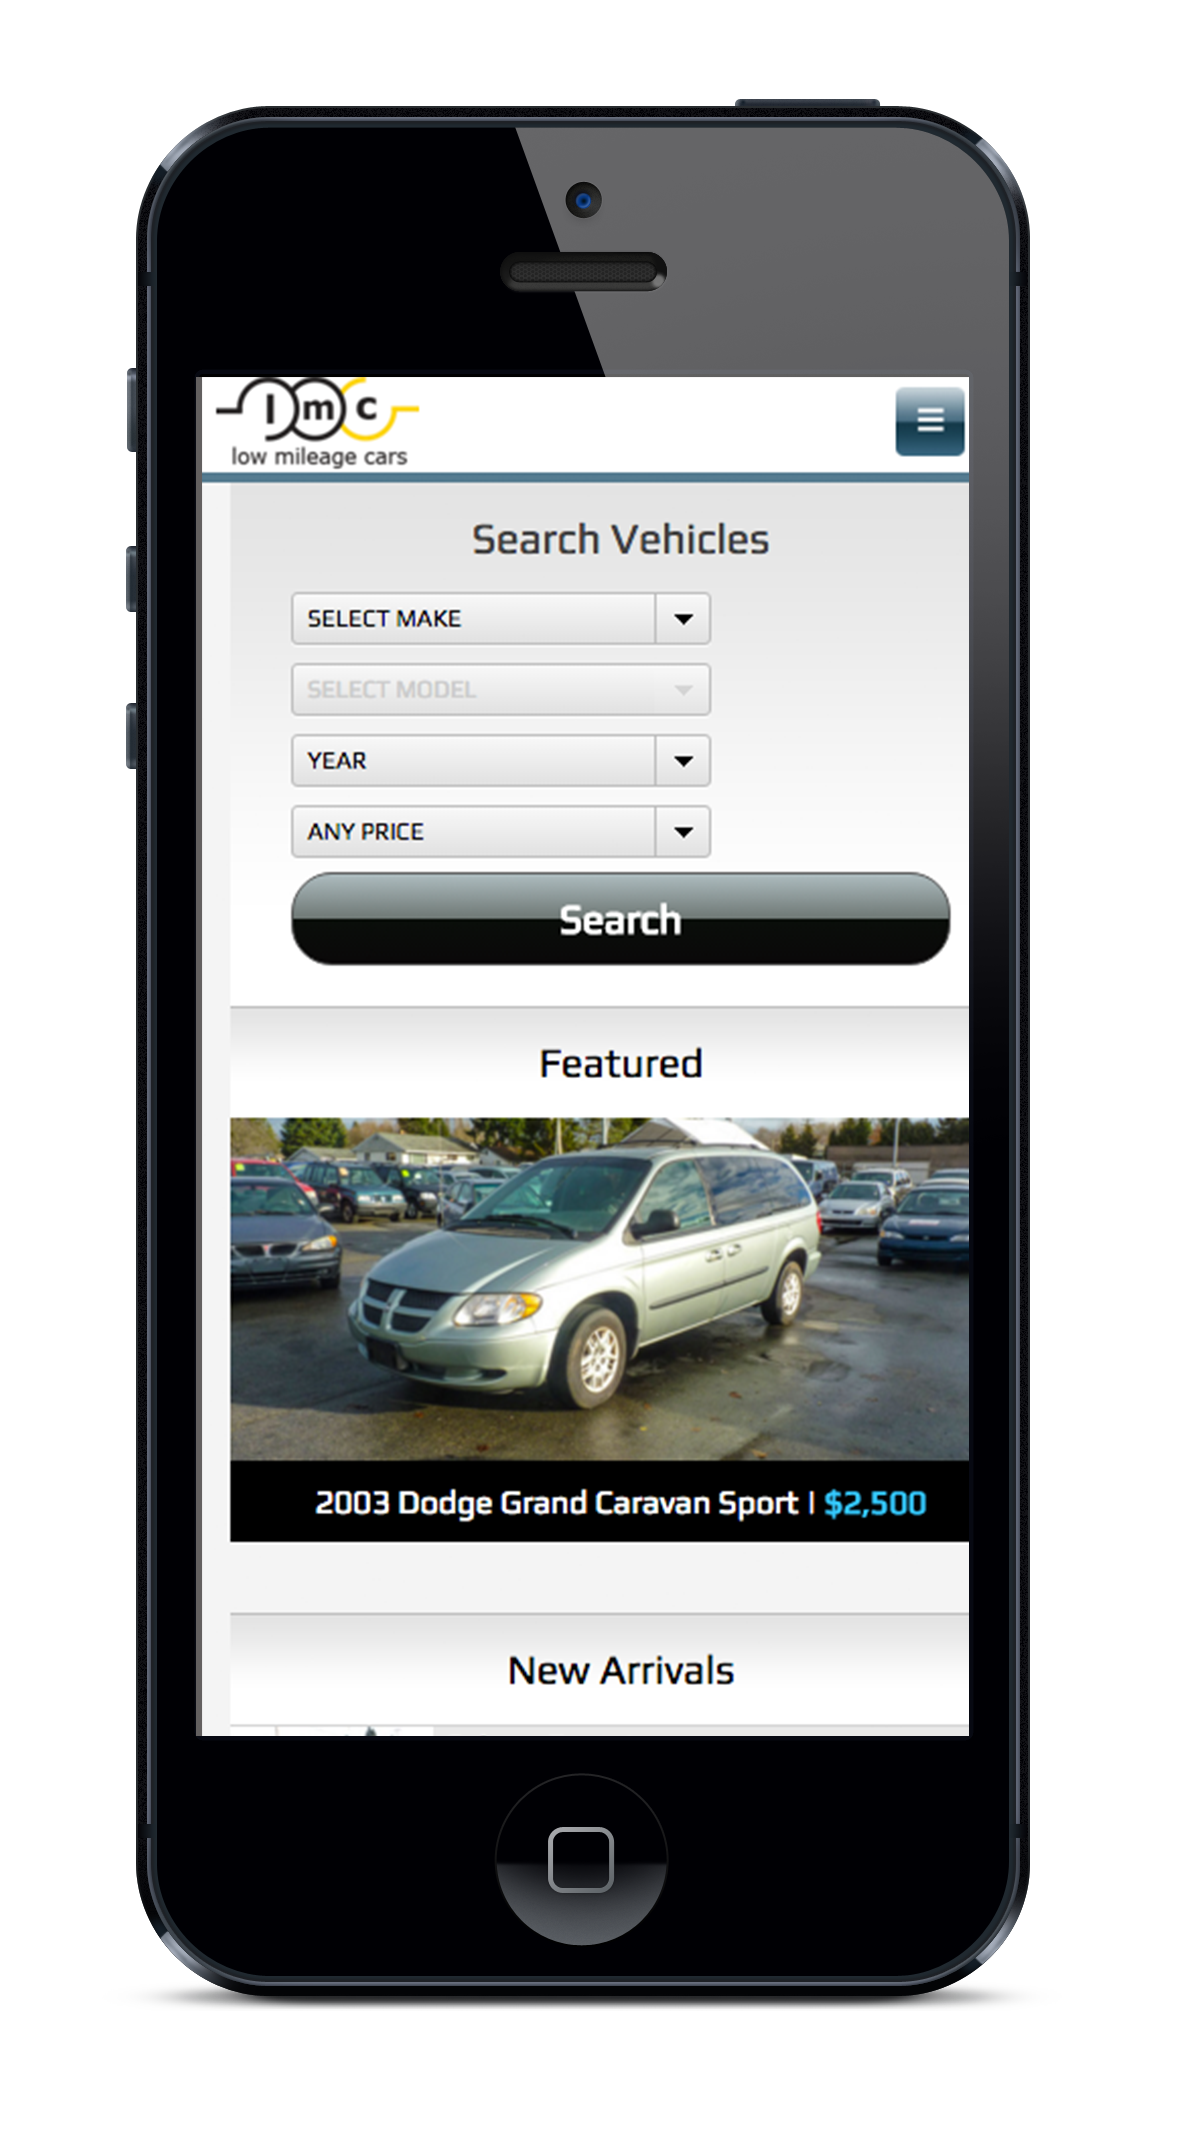 lmc
low mileage cars
Search Vehicles
SELECT MAKE
SELECT MODEL
YEAR
ANY PRICE
Search
Featured
2003 Dodge Grand Caravan Sport | $2,500
New Arrivals